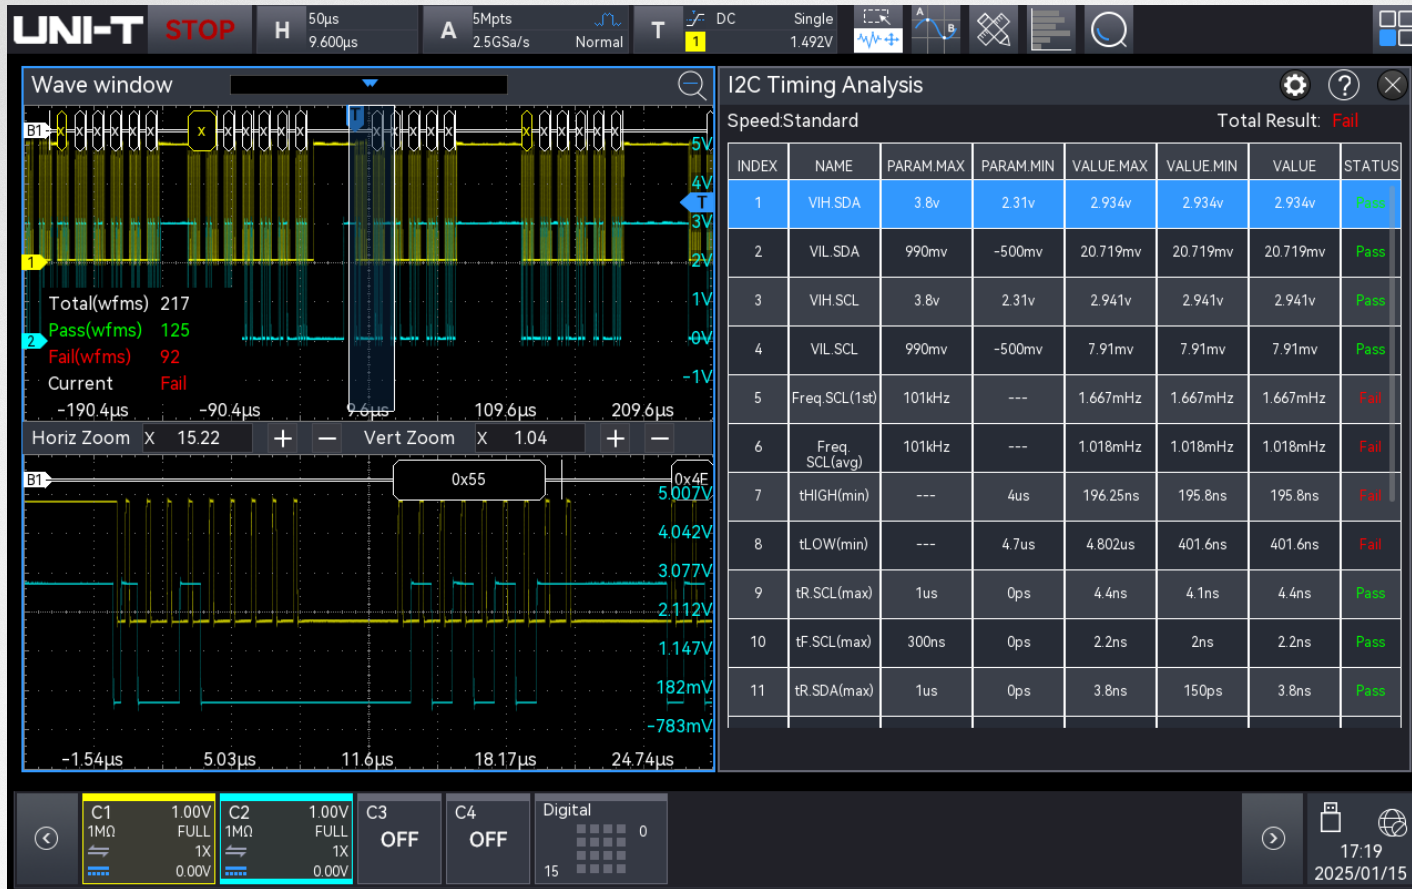 UNI-T STOP H 50µs 9.600µs A 5Mpts 2.5GSa/s Normal T DC 1 Single 1.492V A B
Wave window
B1 X X X X X X X X X X X X X X X X X X X X X X
T
5V
4V
T
3V
1 2V
Total(wfms) 217 1V
Pass(wfms) 125
2 0V
Fail(wfms) 92
Current Fail -1V
-190.4µs -90.4µs 9.6µs 109.6µs 209.6µs
Horiz Zoom X 15.22 + − Vert Zoom X 1.04 + −
B1 0x55 0x4E
5.007V
4.042V
3.077V
2.112V
1.147V
182mV
-783mV
-1.54µs 5.03µs 11.6µs 18.17µs 24.74µs
I2C Timing Analysis ?
Speed:Standard Total Result: Fail
INDEX NAME PARAM.MAX PARAM.MIN VALUE.MAX VALUE.MIN VALUE STATUS
1 VIH.SDA 3.8v 2.31v 2.934v 2.934v 2.934v Pass
2 VIL.SDA 990mv -500mv 20.719mv 20.719mv 20.719mv Pass
3 VIH.SCL 3.8v 2.31v 2.941v 2.941v 2.941v Pass
4 VIL.SCL 990mv -500mv 7.91mv 7.91mv 7.91mv Pass
5 Freq.SCL(1st) 101kHz --- 1.667mHz 1.667mHz 1.667mHz Fail
6 Freq. SCL(avg) 101kHz --- 1.018mHz 1.018mHz 1.018mHz Fail
7 tHIGH(min) --- 4us 196.25ns 195.8ns 195.8ns Fail
8 tLOW(min) --- 4.7us 4.802us 401.6ns 401.6ns Fail
9 tR.SCL(max) 1us 0ps 4.4ns 4.1ns 4.4ns Pass
10 tF.SCL(max) 300ns 0ps 2.2ns 2ns 2.2ns Pass
11 tR.SDA(max) 1us 0ps 3.8ns 150ps 3.8ns Pass
C1 1.00V
1MΩ FULL
1X
0.00V
C2 1.00V
1MΩ FULL
1X
0.00V
C3
OFF
C4
OFF
Digital
0
15
17:19
2025/01/15